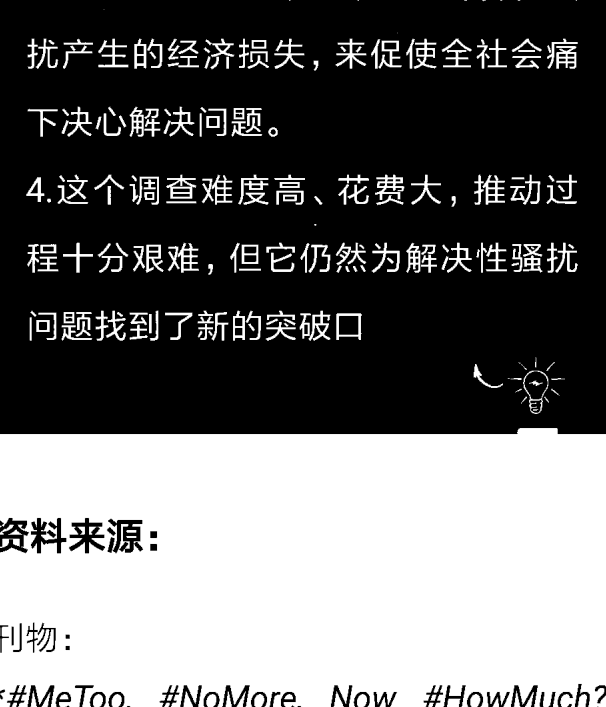 扰产生的经济损失，来促使全社会痛
下决心解决问题。
4.这个调查难度高、花费大，推动过
程十分艰难，但它仍然为解决性骚扰
问题找到了新的突破口
资料来源：
刊物：
*#MeToo, #NoMore, Now #HowMuch?